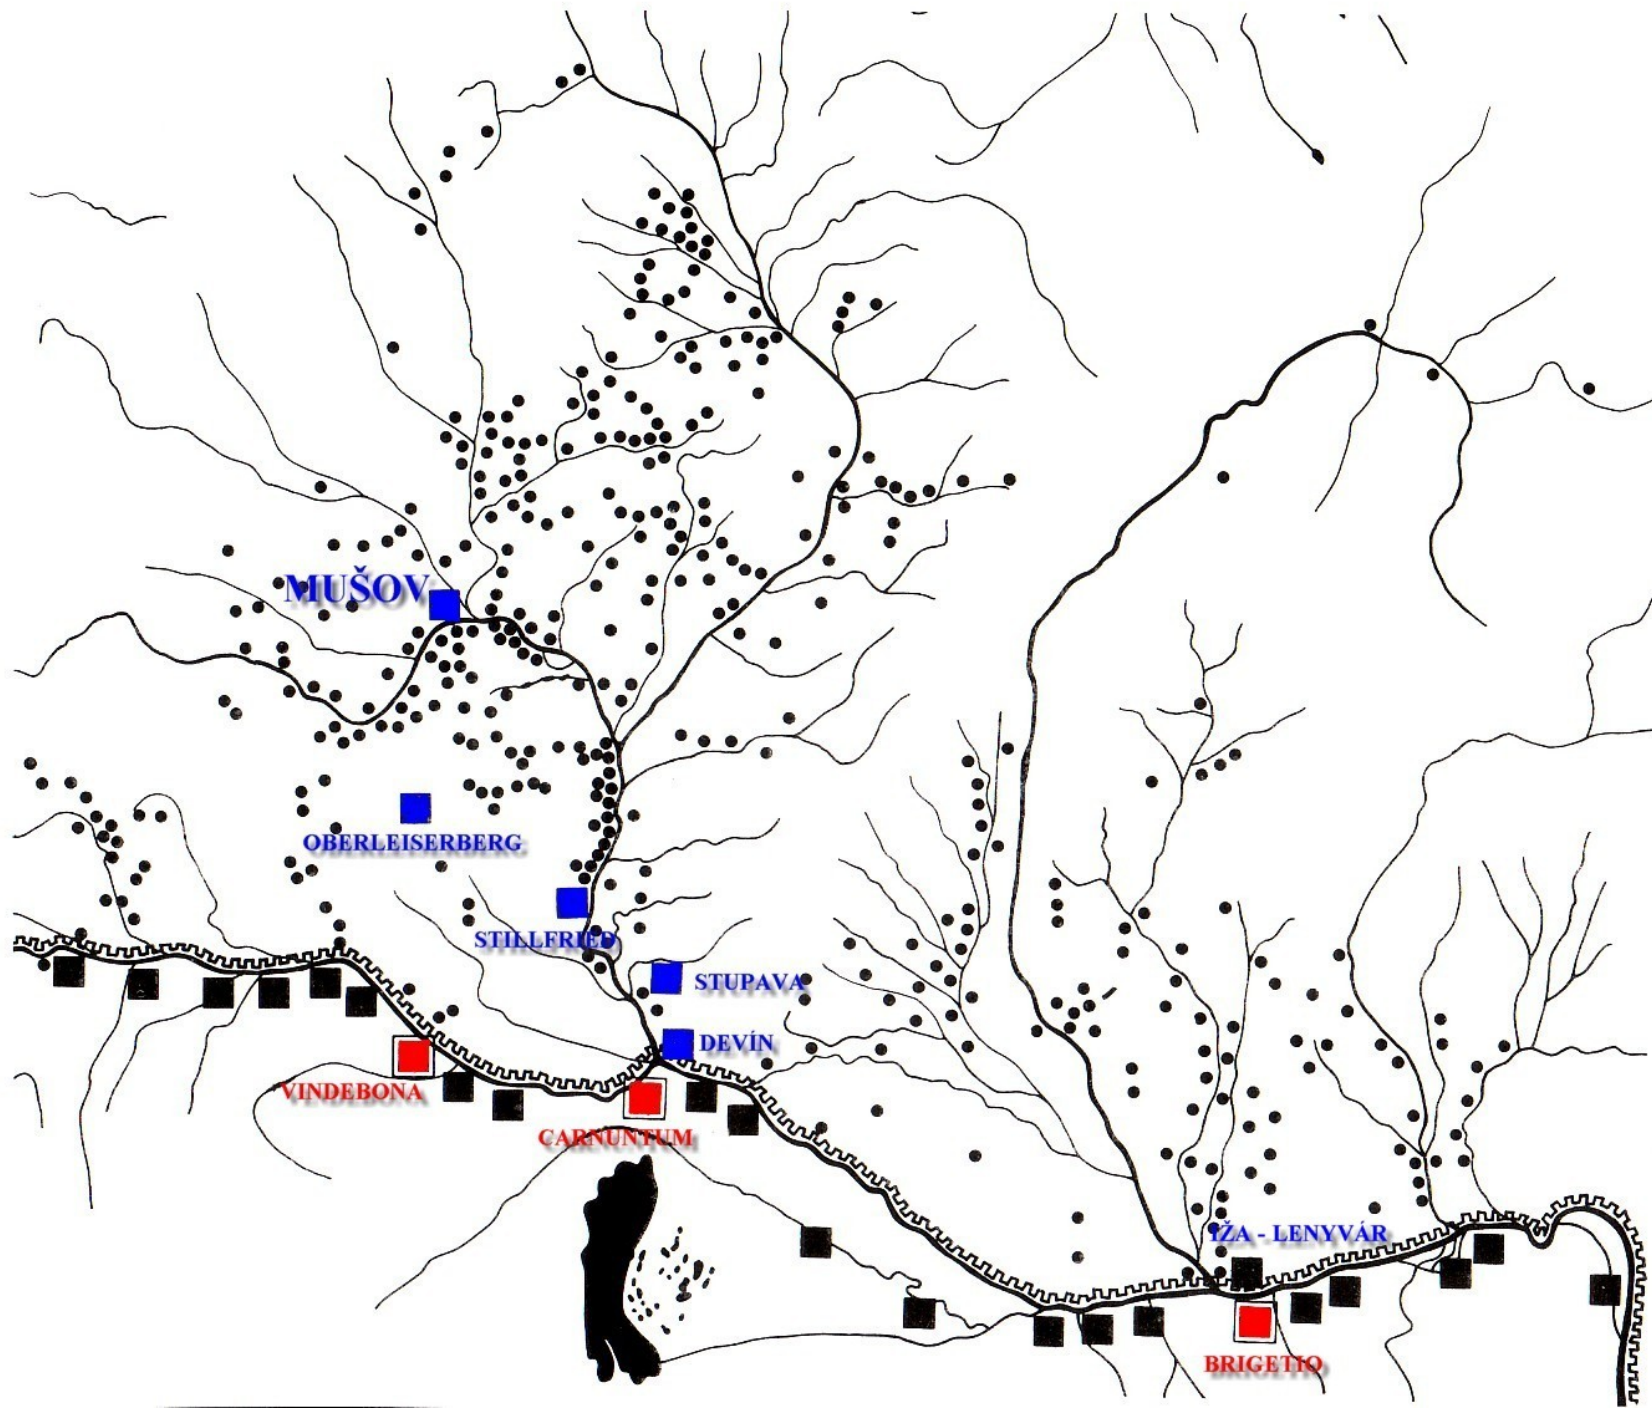 MUŠOV
OBERLEISERBERG
STILLFRIED
STUPAVA
DEVÍN
VINDEBONA
CARNUNTUM
IŽA - LENYVÁR
BRIGETIO